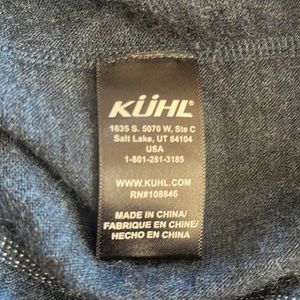 KÜHL
1635 S. 5070 W, Ste C
Salt Lake, UT 84104
USA
1-801-281-3185
WWW.KUHL.COM
RN#108846
MADE IN CHINA/
FABRIQUE EN CHINE/
HECHO EN CHINA